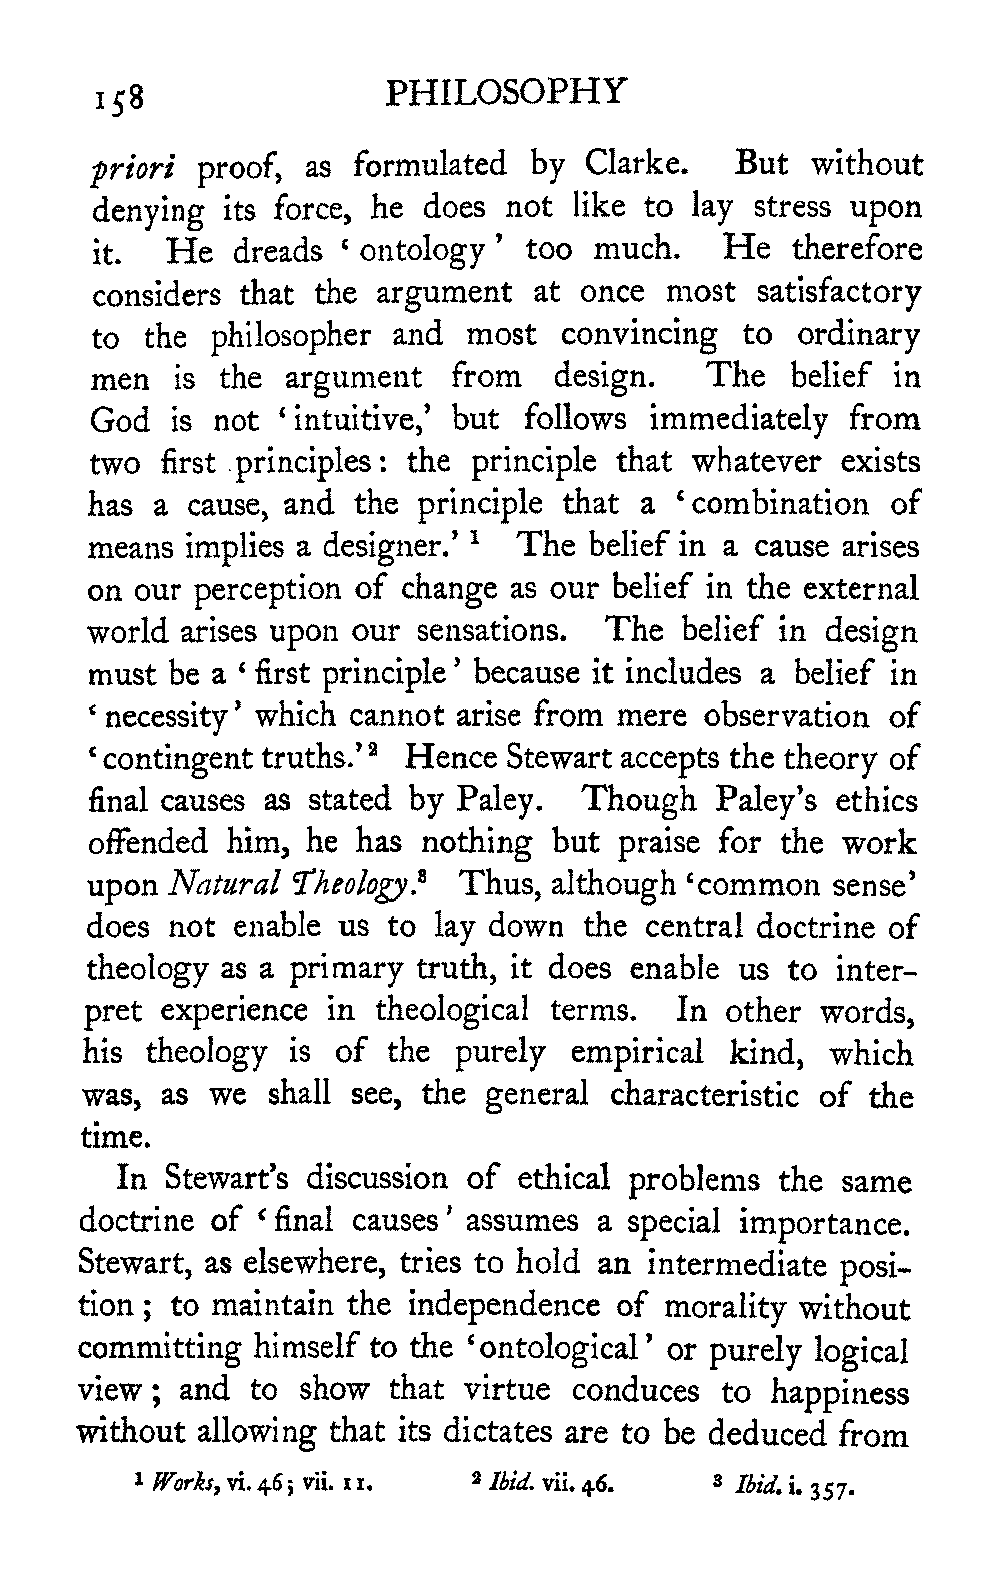 158 PHILOSOPHY
priori proof, as formulated by Clarke. But without
denying its force, he does not like to lay stress upon
it. He dreads ‘ ontology ’ too much. He therefore
considers that the argument at once most satisfactory
to the philosopher and most convincing to ordinary
men is the argument from design. The belief in
God is not ‘ intuitive,’ but follows immediately from
two first principles: the principle that whatever exists
has a cause, and the principle that a ‘ combination of
means implies a designer.’ ¹ The belief in a cause arises
on our perception of change as our belief in the external
world arises upon our sensations. The belief in design
must be a ‘ first principle ’ because it includes a belief in
‘ necessity ’ which cannot arise from mere observation of
‘ contingent truths.’ ² Hence Stewart accepts the theory of
final causes as stated by Paley. Though Paley’s ethics
offended him, he has nothing but praise for the work
upon Natural Theology.³ Thus, although ‘common sense’
does not enable us to lay down the central doctrine of
theology as a primary truth, it does enable us to inter-
pret experience in theological terms. In other words,
his theology is of the purely empirical kind, which
was, as we shall see, the general characteristic of the
time.
In Stewart’s discussion of ethical problems the same
doctrine of ‘ final causes ’ assumes a special importance.
Stewart, as elsewhere, tries to hold an intermediate posi-
tion ; to maintain the independence of morality without
committing himself to the ‘ontological’ or purely logical
view ; and to show that virtue conduces to happiness
without allowing that its dictates are to be deduced from
¹ Works, vi. 46; vii. 11. ² Ibid. vii. 46. ³ Ibid. i. 357.